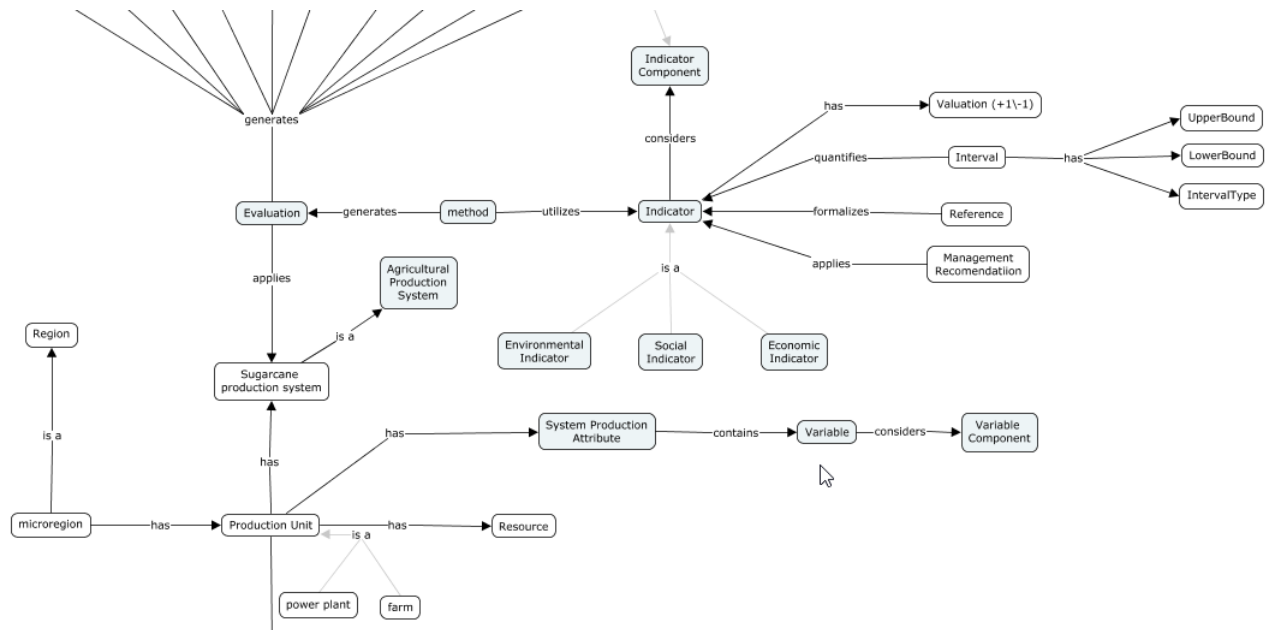 Indicator
Component
Valuation (+1\-1)
has
UpperBound
generates
considers
quantifies
Interval
has
LowerBound
IntervalType
Evaluation
generates
method
utilizes
Indicator
formalizes
Reference
applies
Management
Recomendatiion
applies
Agricultural
Production
System
is a
Region
is a
Environmental
Indicator
Social
Indicator
Economic
Indicator
Sugarcane
production system
is a
has
System Production
Attribute
contains
Variable
considers
Variable
Component
has
microregion
has
Production Unit
has
Resource
is a
power plant
farm